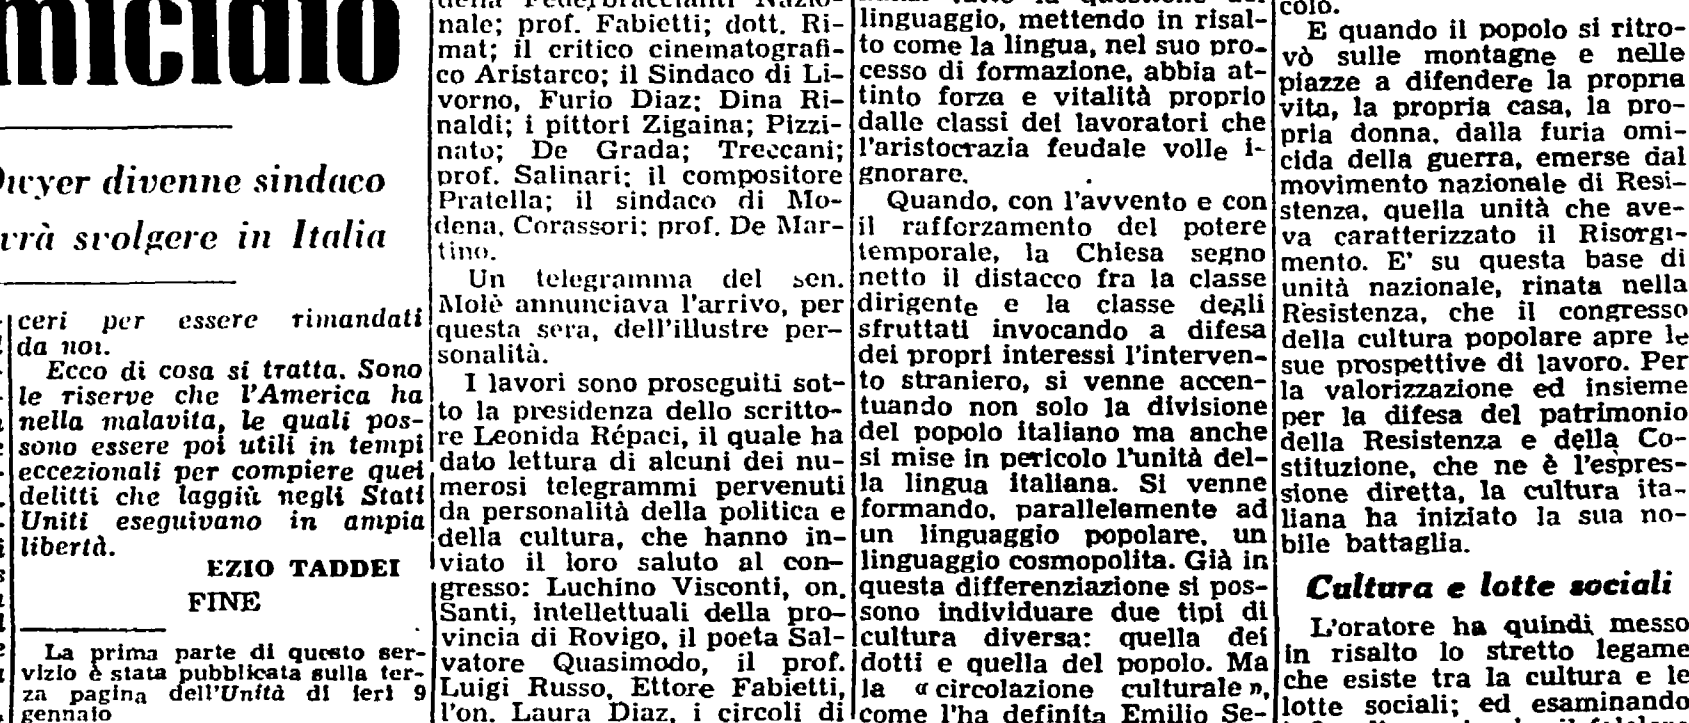 micidio
Dwyer divenne sindaco
vrà svolgere in Italia
ceri per essere rimandati
da noi.
Ecco di cosa si tratta. Sono
le riserve che l'America ha
nella malavita, le quali pos-
sono essere poi utili in tempi
eccezionali per compiere quei
delitti che laggiù negli Stati
Uniti eseguivano in ampia
libertà.
EZIO TADDEI
FINE
La prima parte di questo ser-
vizio è stata pubblicata sulla ter-
za pagina dell'Unità di ieri 9
gennaio
della Federbraccianti Nazio-
nale; prof. Fabietti; dott. Ri-
mat; il critico cinematografi-
co Aristarco; il Sindaco di Li-
vorno, Furio Diaz; Dina Ri-
naldi; i pittori Zigaina; Pizzi-
nato; De Grada; Treccani;
prof. Salinari; il compositore
Pratella; il sindaco di Mo-
dena, Corassori; prof. De Mar-
tino.
Un telegramma del sen.
Molè annunciava l'arrivo, per
questa sera, dell'illustre per-
sonalità.
I lavori sono proseguiti sot-
to la presidenza dello scritto-
re Leonida Répaci, il quale ha
dato lettura di alcuni dei nu-
merosi telegrammi pervenuti
da personalità della politica e
della cultura, che hanno in-
viato il loro saluto al con-
gresso: Luchino Visconti, on.
Santi, intellettuali della pro-
vincia di Rovigo, il poeta Sal-
vatore Quasimodo, il prof.
Luigi Russo, Ettore Fabietti,
l'on. Laura Diaz, i circoli di
linguaggio, mettendo in risal-
to come la lingua, nel suo pro-
cesso di formazione, abbia at-
tinto forza e vitalità proprio
dalle classi dei lavoratori che
l'aristocrazia feudale volle i-
gnorare.
Quando, con l'avvento e con
il rafforzamento del potere
temporale, la Chiesa segno
netto il distacco fra la classe
dirigente e la classe degli
sfruttati invocando a difesa
dei propri interessi l'interven-
to straniero, si venne accen-
tuando non solo la divisione
del popolo italiano ma anche
si mise in pericolo l'unità del-
la lingua italiana. Si venne
formando, parallelamente ad
un linguaggio popolare, un
linguaggio cosmopolita. Già in
questa differenziazione si pos-
sono individuare due tipi di
cultura diversa: quella dei
dotti e quella del popolo. Ma
la « circolazione culturale »,
come l'ha definita Emilio Se-
colo.
E quando il popolo si ritro-
vò sulle montagne e nelle
piazze a difendere la propria
vita, la propria casa, la pro-
pria donna, dalla furia omi-
cida della guerra, emerse dal
movimento nazionale di Resi-
stenza, quella unità che ave-
va caratterizzato il Risorgi-
mento. E' su questa base di
unità nazionale, rinata nella
Resistenza, che il congresso
della cultura popolare apre le
sue prospettive di lavoro. Per
la valorizzazione ed insieme
per la difesa del patrimonio
della Resistenza e della Co-
stituzione, che ne è l'espres-
sione diretta, la cultura ita-
liana ha iniziato la sua no-
bile battaglia.
Cultura e lotte sociali
L'oratore ha quindi messo
in risalto lo stretto legame
che esiste tra la cultura e le
lotte sociali; ed esaminando